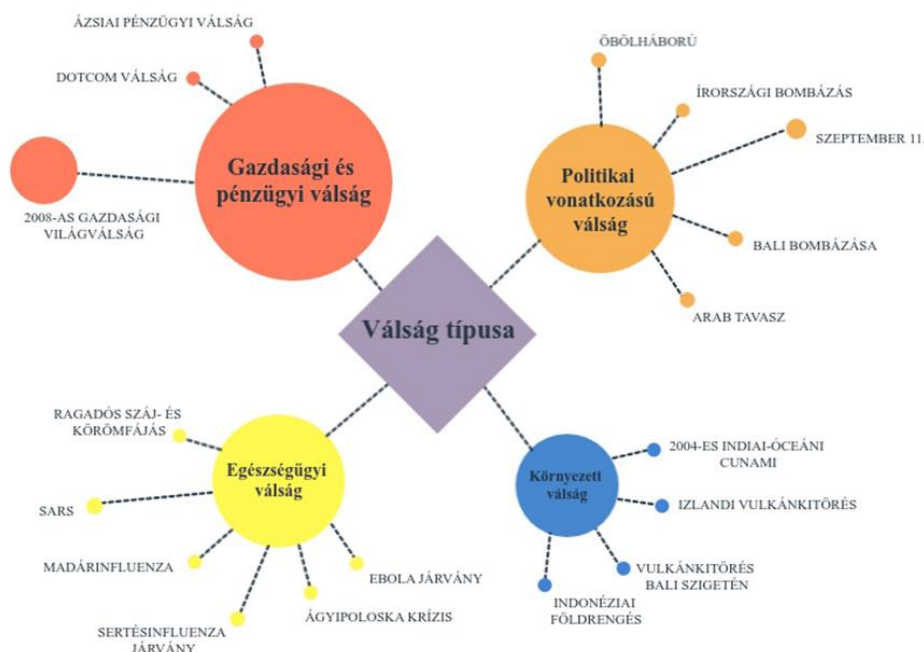 ÁZSIAI PÉNZÜGYI VÁLSÁG
DOTCOM VÁLSÁG
Gazdasági és
pénzügyi válság
2008-AS GAZDASÁGI
VILÁGVÁLSÁG
ÖBÖLHÁBORÚ
ÍRORSZÁGI BOMBÁZÁS
SZEPTEMBER 11.
Politikai
vonatkozású
válság
BALI BOMBÁZÁSA
ARAB TAVASZ
Válság típusa
RAGADÓS SZÁJ- ÉS
KÖRÖMFÁJÁS
Egészségügyi
válság
SARS
MADÁRINFLUENZA
SERTÉSINFLUENZA
JÁRVÁNY
ÁGYIPOLOSKA KRÍZIS
EBOLA JÁRVÁNY
Környezeti
válság
2004-ES INDIAI-ÓCEÁNI
CUNAMI
IZLANDI VULKÁNKITÖRÉS
VULKÁNKITÖRÉS
BALI SZIGETÉN
INDONÉZIAI
FÖLDRENGÉS